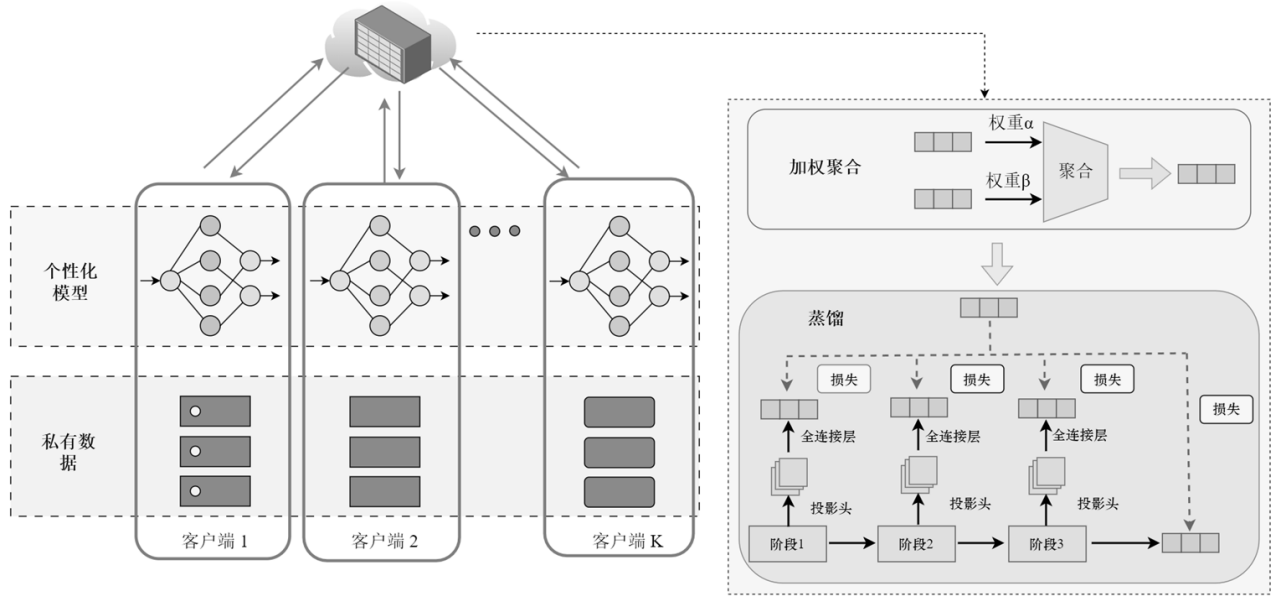 个性化
模型
私有数
据
客户端 1
客户端 2
客户端 K
加权聚合
权重α
权重β
聚合
蒸馏
损失
损失
损失
损失
全连接层
全连接层
全连接层
投影头
投影头
投影头
阶段1
阶段2
阶段3